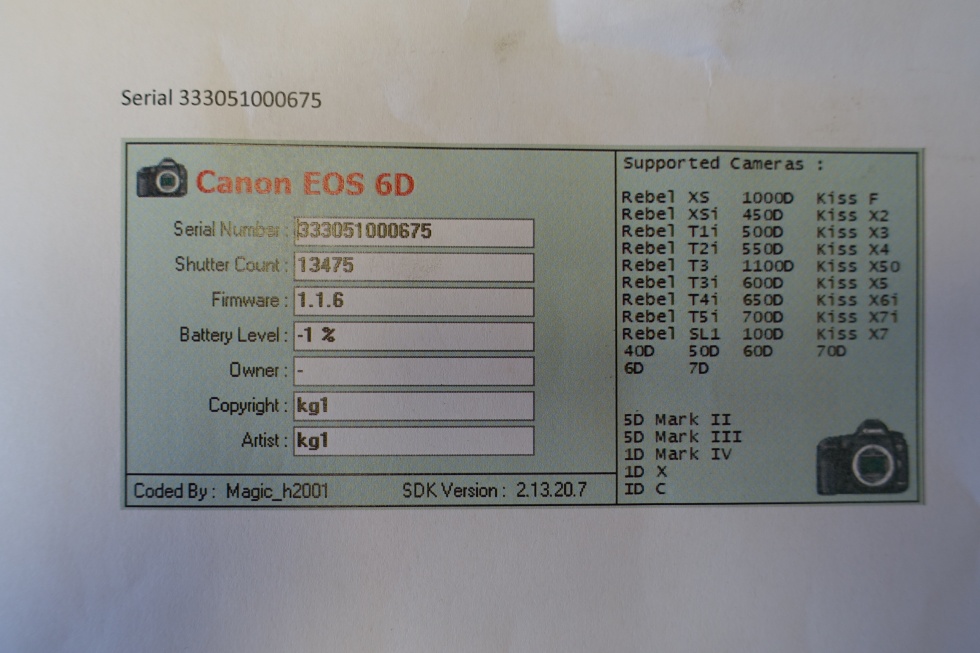 Serial 333051000675
Canon EOS 6D
Serial Number : 333051000675
Shutter Count : 13475
Firmware : 1.1.6
Battery Level : -1 %
Owner : -
Copyright : kg1
Artist : kg1
Coded By : Magic_h2001 SDK Version : 2.13.20.7
Supported Cameras :
Rebel XS 1000D Kiss F
Rebel XSi 450D Kiss X2
Rebel T1i 500D Kiss X3
Rebel T2i 550D Kiss X4
Rebel T3 1100D Kiss X50
Rebel T3i 600D Kiss X5
Rebel T4i 650D Kiss X6i
Rebel T5i 700D Kiss X7i
Rebel SL1 100D Kiss X7
40D 50D 60D 70D
6D 7D
5D Mark II
5D Mark III
1D Mark IV
1D X
ID C